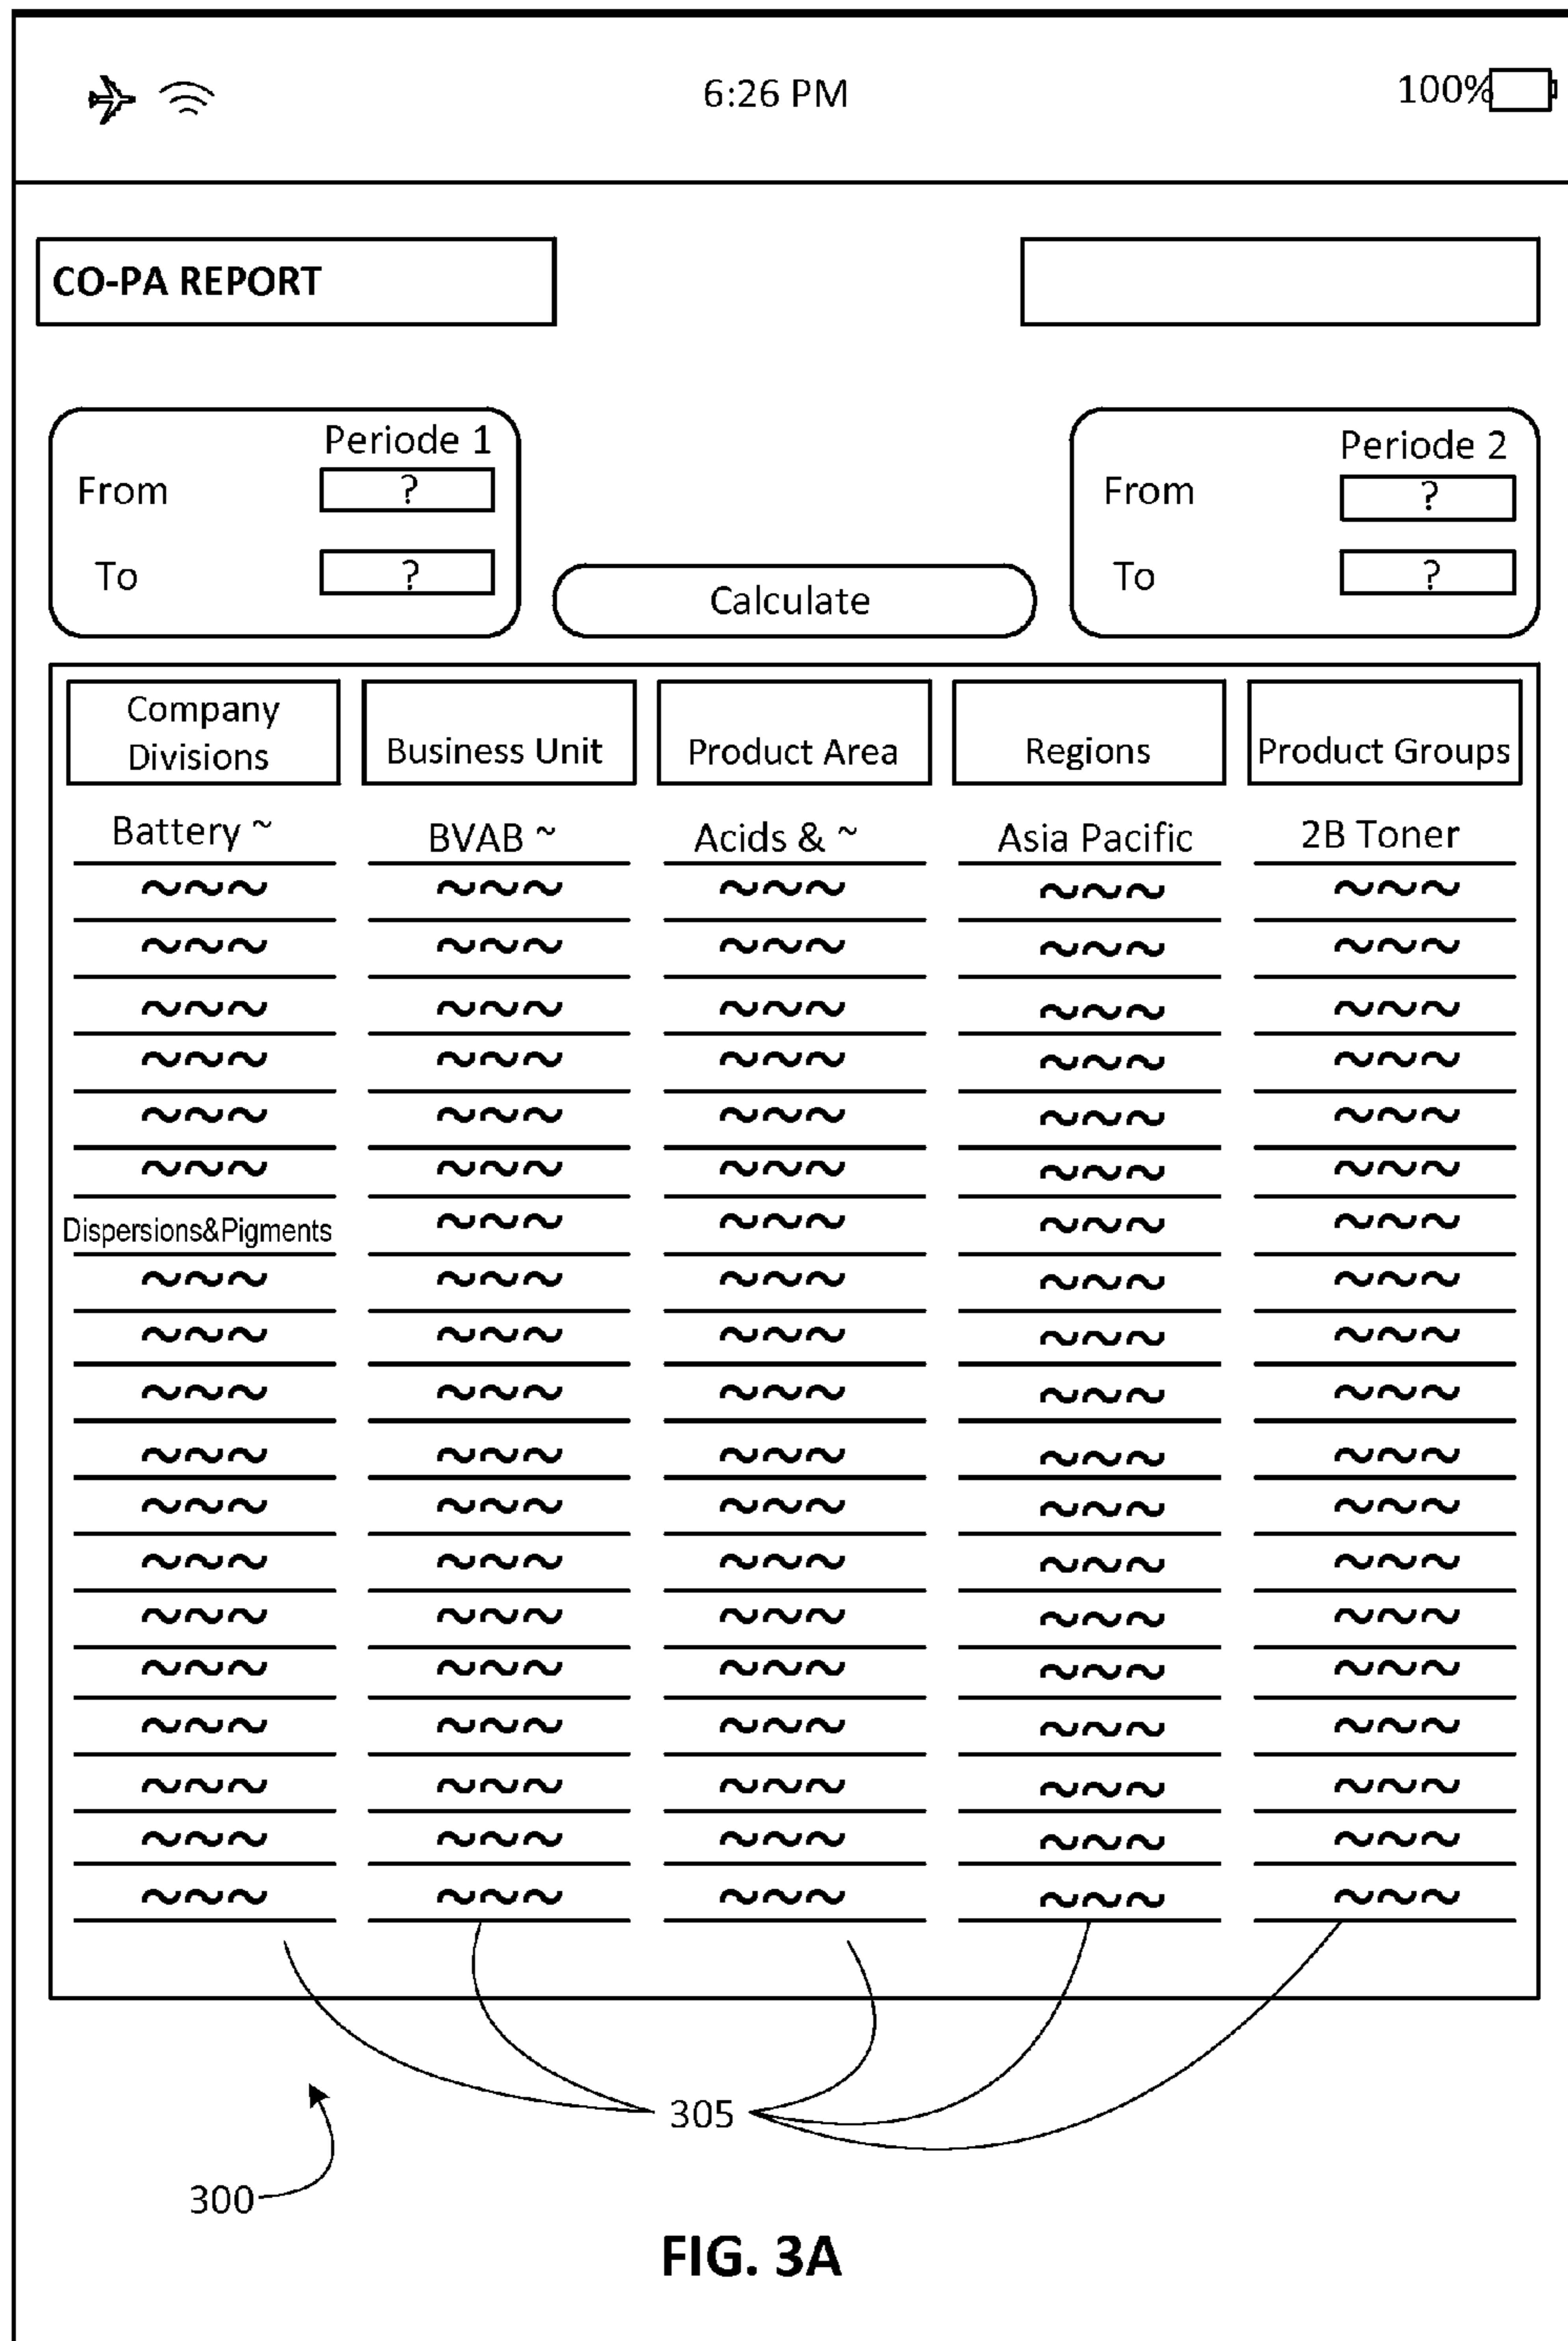 6:26 PM 100%
CO-PA REPORT
Periode 1
From ?
To ?
Calculate
Periode 2
From ?
To ?
Company Divisions
Business Unit
Product Area
Regions
Product Groups
Battery ~ BVAB ~ Acids & ~ Asia Pacific 2B Toner
~~~ ~~~ ~~~ ~~~ ~~~
~~~ ~~~ ~~~ ~~~ ~~~
~~~ ~~~ ~~~ ~~~ ~~~
~~~ ~~~ ~~~ ~~~ ~~~
~~~ ~~~ ~~~ ~~~ ~~~
~~~ ~~~ ~~~ ~~~ ~~~
Dispersions&Pigments ~~~ ~~~ ~~~ ~~~
~~~ ~~~ ~~~ ~~~ ~~~
~~~ ~~~ ~~~ ~~~ ~~~
~~~ ~~~ ~~~ ~~~ ~~~
~~~ ~~~ ~~~ ~~~ ~~~
~~~ ~~~ ~~~ ~~~ ~~~
~~~ ~~~ ~~~ ~~~ ~~~
~~~ ~~~ ~~~ ~~~ ~~~
~~~ ~~~ ~~~ ~~~ ~~~
~~~ ~~~ ~~~ ~~~ ~~~
~~~ ~~~ ~~~ ~~~ ~~~
~~~ ~~~ ~~~ ~~~ ~~~
~~~ ~~~ ~~~ ~~~ ~~~
305
300
FIG. 3A